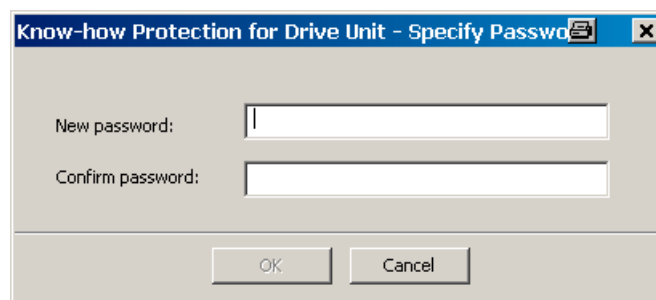 Know-how Protection for Drive Unit - Specify Passwo
New password:
Confirm password:
OK
Cancel